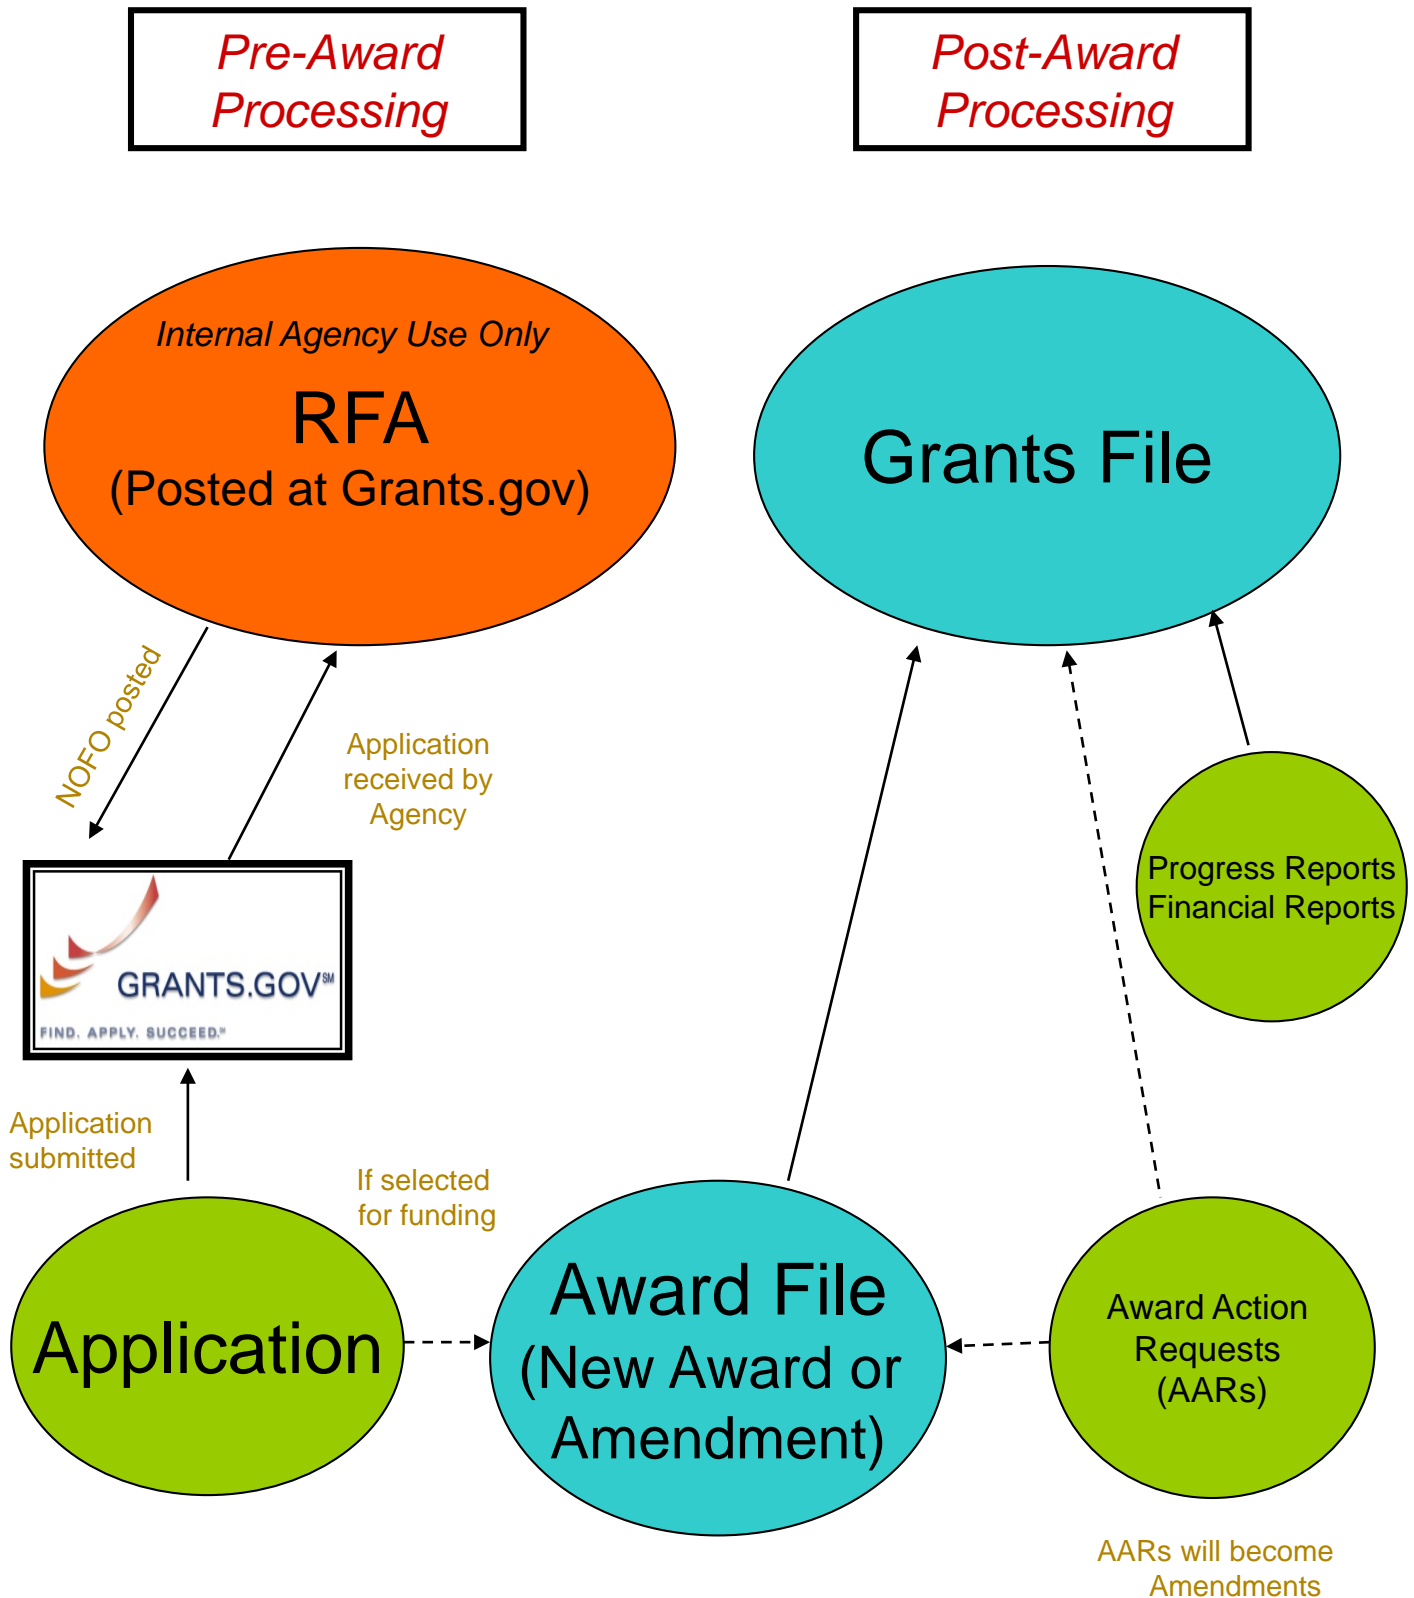 Pre-Award
Processing
Post-Award
Processing
Internal Agency Use Only
RFA
(Posted at Grants.gov)
Grants File
NOFO posted
Application
received by
Agency
GRANTS.GOV℠
FIND. APPLY. SUCCEED.℠
Progress Reports
Financial Reports
Application
submitted
If selected
for funding
Application
Award File
(New Award or
Amendment)
Award Action
Requests
(AARs)
AARs will become
Amendments